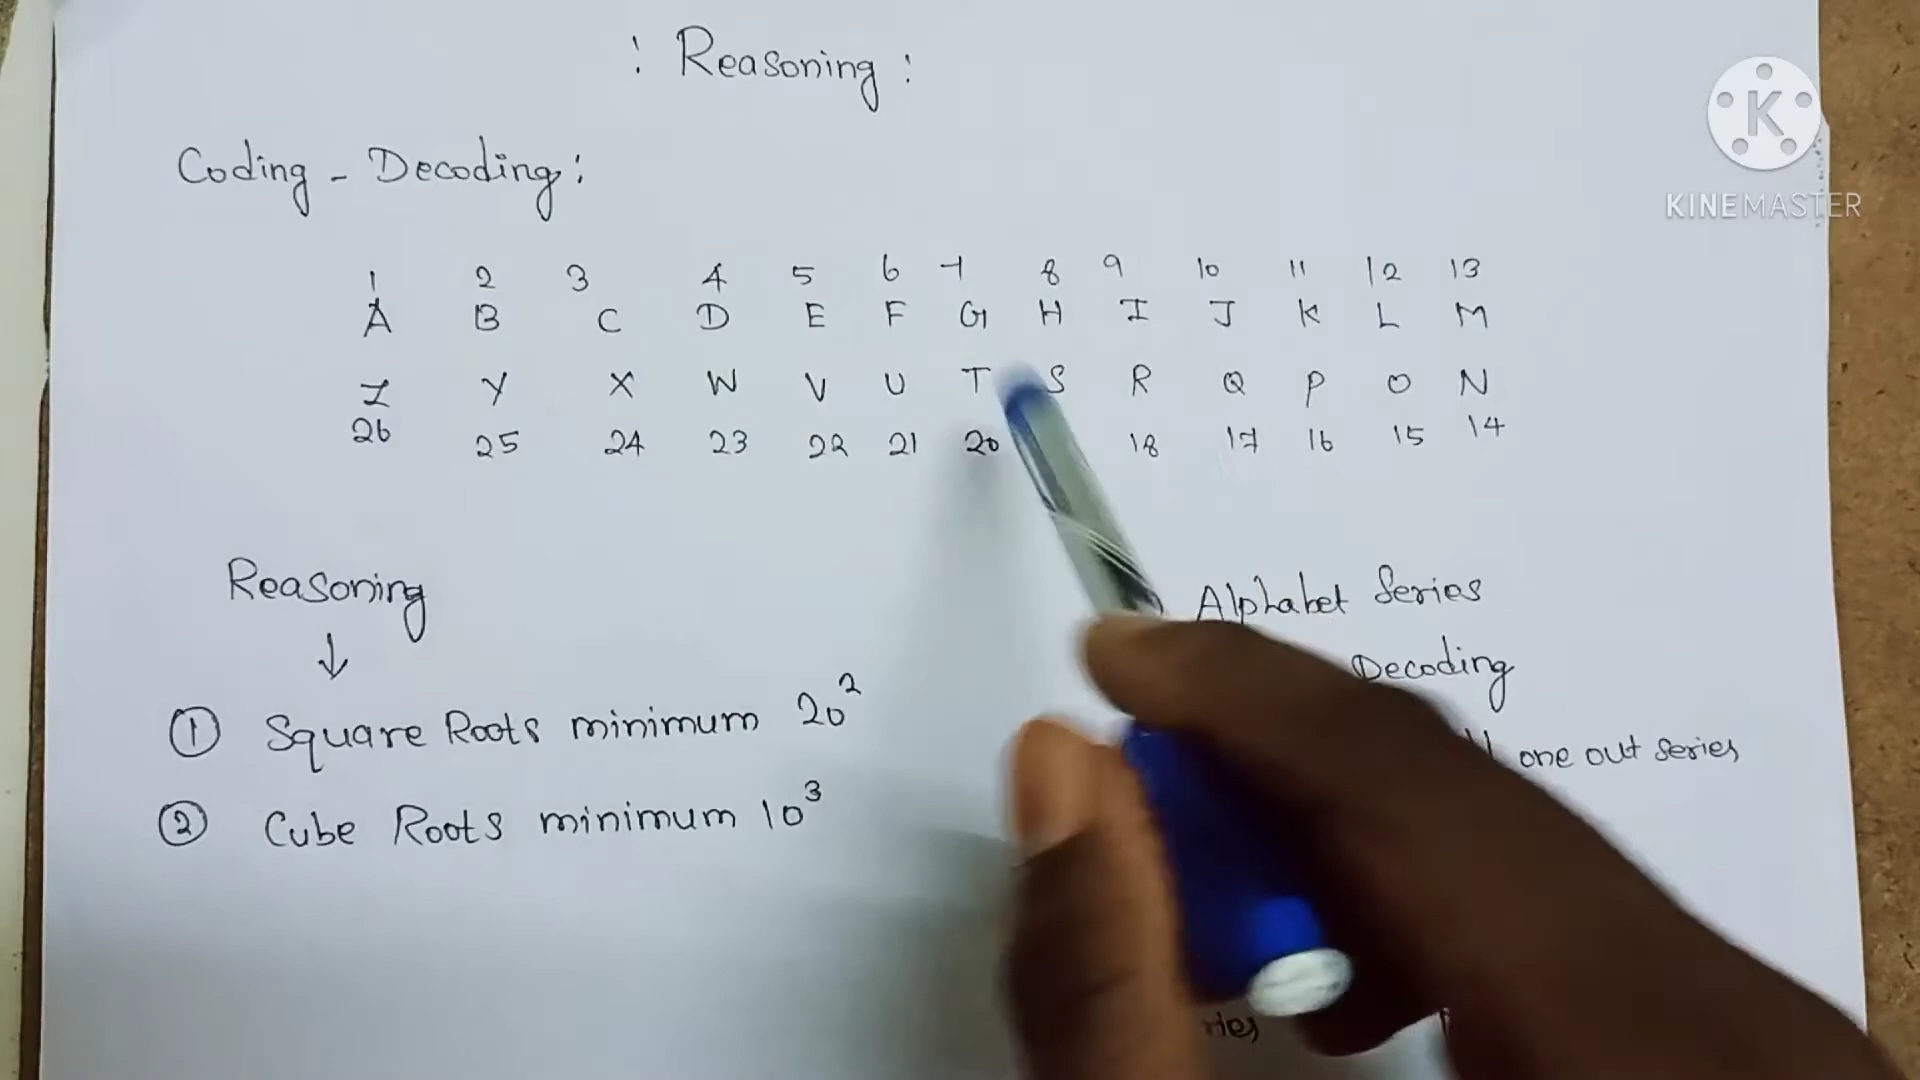 : Reasoning :
Coding - Decoding :
1 2 3 4 5 6 7 8 9 10 11 12 13
A B C D E F G H I J K L M
Z Y X W V U T S R Q P O N
26 25 24 23 22 21 20 18 17 16 15 14
Reasoning
↓
① Square Roots minimum 20²
② Cube Roots minimum 10³
Alphabet Series
Decoding
one out series
K
KINEMASTER